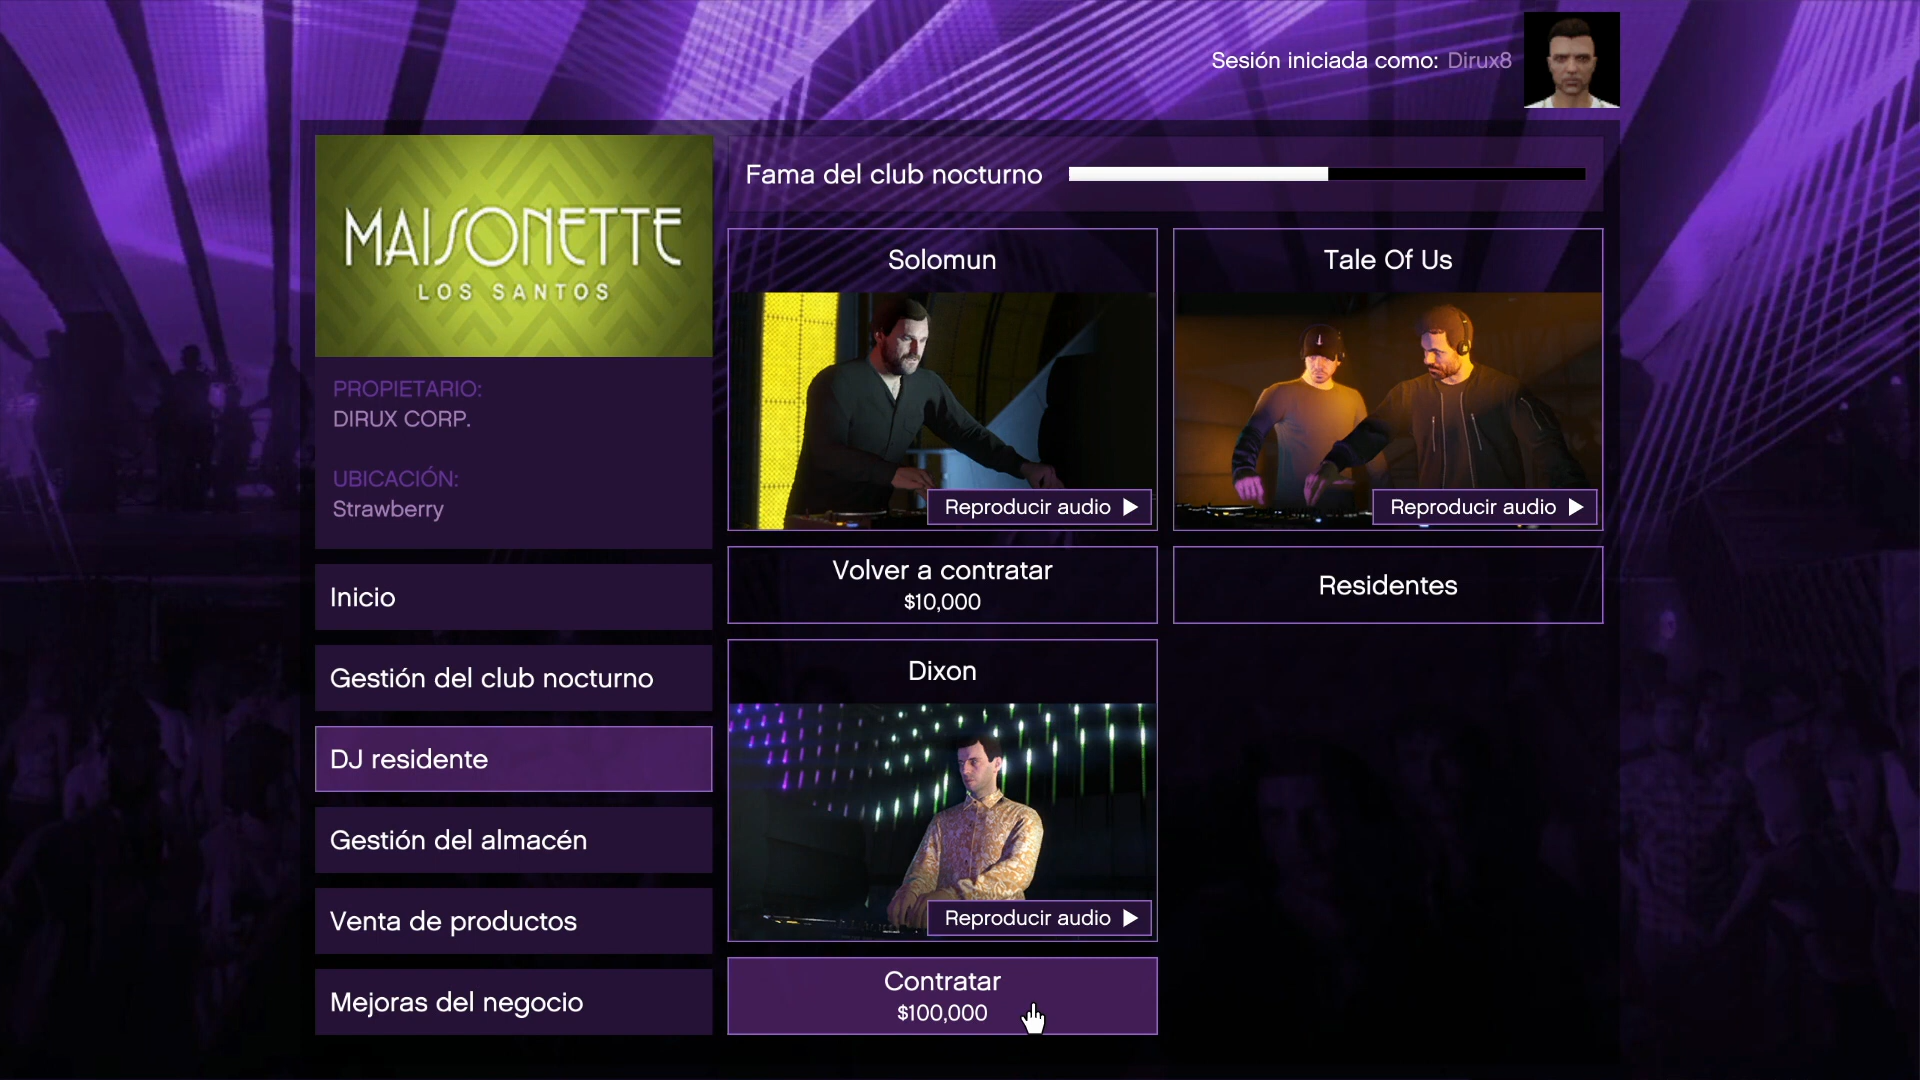 Sesión iniciada como: Dirux8
MAISONETTE
LOS SANTOS
PROPIETARIO:
DIRUX CORP.
UBICACIÓN:
Strawberry
Inicio
Gestión del club nocturno
DJ residente
Gestión del almacén
Venta de productos
Mejoras del negocio
Fama del club nocturno
Solomun
Reproducir audio
Volver a contratar
$10,000
Tale Of Us
Reproducir audio
Residentes
Dixon
Reproducir audio
Contratar
$100,000